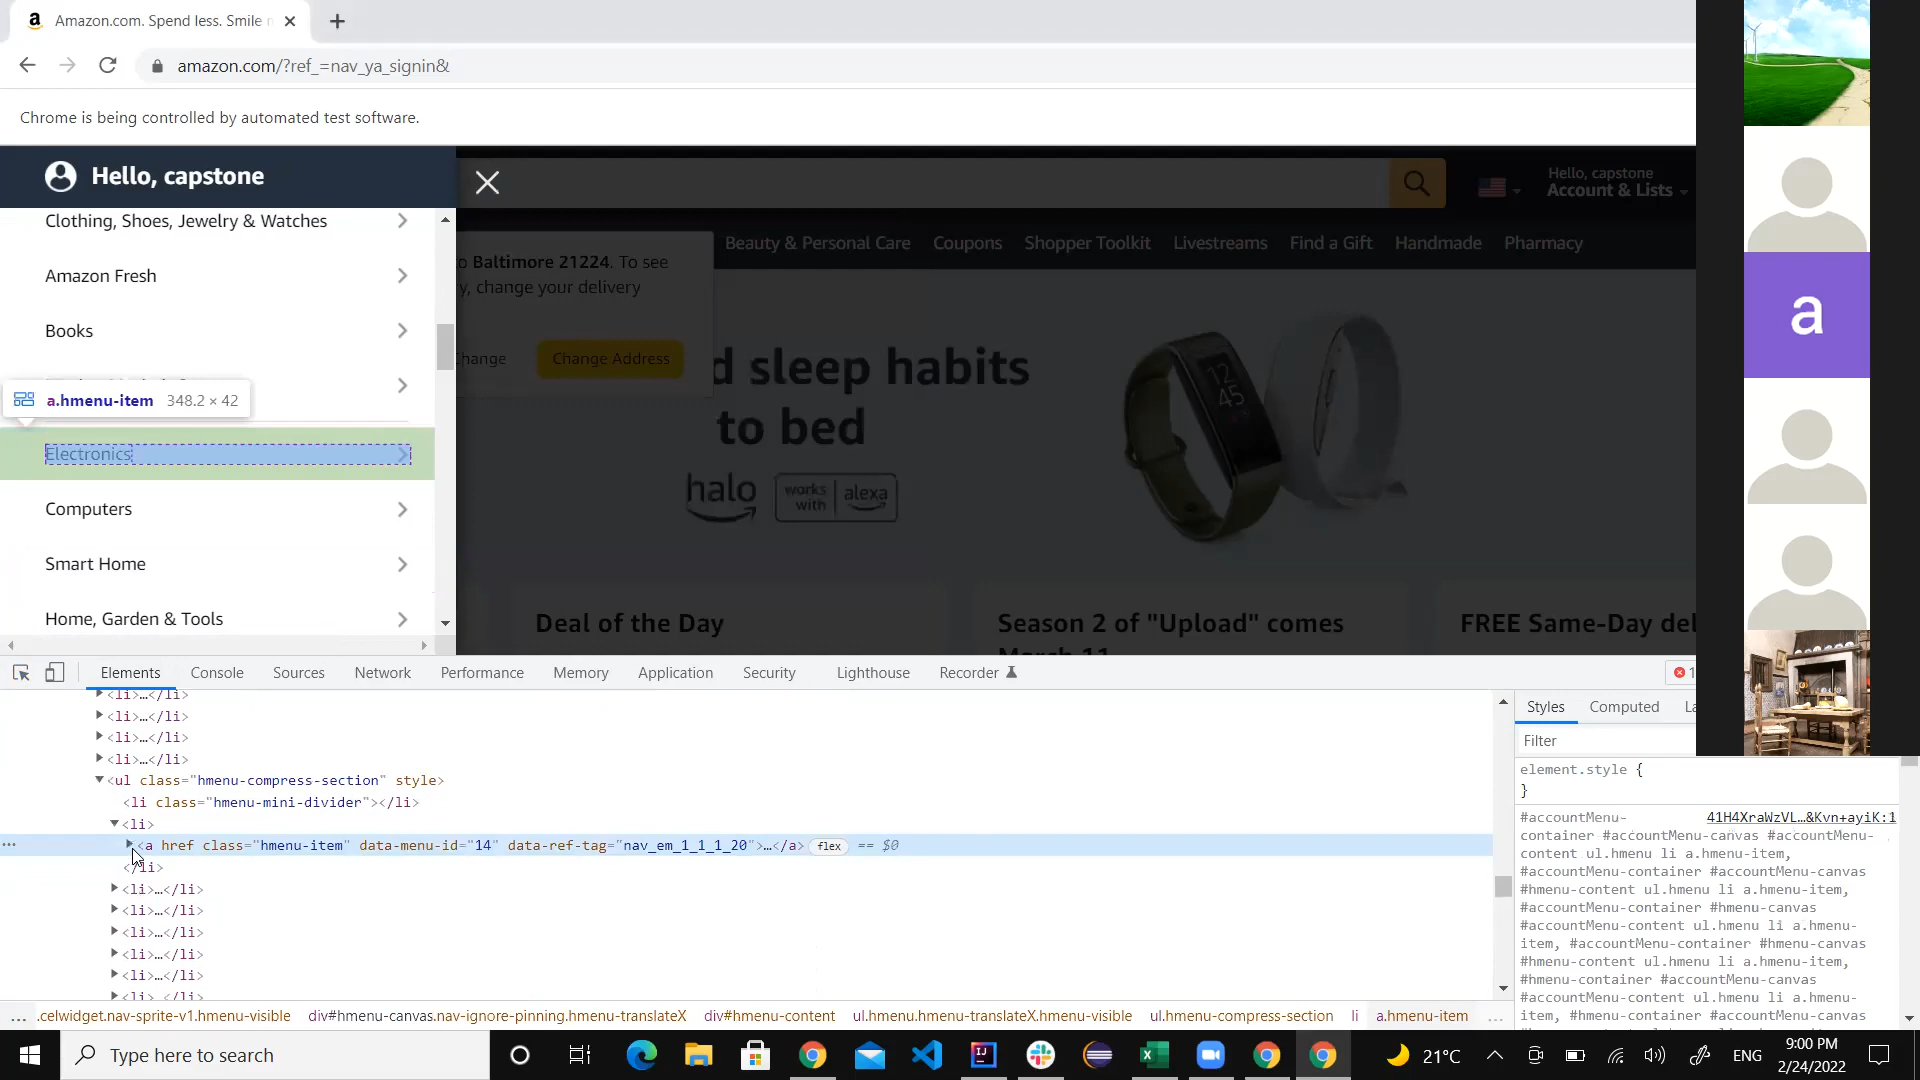 Amazon.com. Spend less. Smile
amazon.com/?ref_=nav_ya_signin&
Chrome is being controlled by automated test software.
Hello, capstone
Clothing, Shoes, Jewelry & Watches
Amazon Fresh
Books
a.hmenu-item 348.2 × 42
Electronics
Computers
Smart Home
Home, Garden & Tools
Hello, capstone
Account & Lists
Beauty & Personal Care Coupons Shopper Toolkit Livestreams Find a Gift Handmade Pharmacy
to Baltimore 21224. To see
y, change your delivery
Change
Change Address
d sleep habits
to bed
halo works with alexa
12
45
Deal of the Day
Season 2 of "Upload" comes
March 11
FREE Same-Day del
Elements Console Sources Network Performance Memory Application Security Lighthouse Recorder 1
<li>…</li>
<li>…</li>
<li>…</li>
<li>…</li>
<ul class="hmenu-compress-section" style>
<li class="hmenu-mini-divider"></li>
<li>
<a href class="hmenu-item" data-menu-id="14" data-ref-tag="nav_em_1_1_1_20">…</a> flex == $0
</li>
<li>…</li>
<li>…</li>
<li>…</li>
<li>…</li>
<li>…</li>
<li> </li>
Styles Computed La
Filter
element.style {
}
#accountMenu- 41H4XraWzVL…&Kvn+ayiK:1
container #accountMenu-canvas #accountMenu-
content ul.hmenu li a.hmenu-item,
#accountMenu-container #accountMenu-canvas
#hmenu-content ul.hmenu li a.hmenu-item,
#accountMenu-container #hmenu-canvas
#accountMenu-content ul.hmenu li a.hmenu-
item, #accountMenu-container #hmenu-canvas
#hmenu-content ul.hmenu li a.hmenu-item,
#hmenu-container #accountMenu-canvas
#accountMenu-content ul.hmenu li a.hmenu-
item, #hmenu-container #accountMenu-canvas
... .celwidget.nav-sprite-v1.hmenu-visible div#hmenu-canvas.nav-ignore-pinning.hmenu-translateX div#hmenu-content ul.hmenu.hmenu-translateX.hmenu-visible ul.hmenu-compress-section li a.hmenu-item ...
a
Type here to search
21°C ENG 9:00 PM
2/24/2022